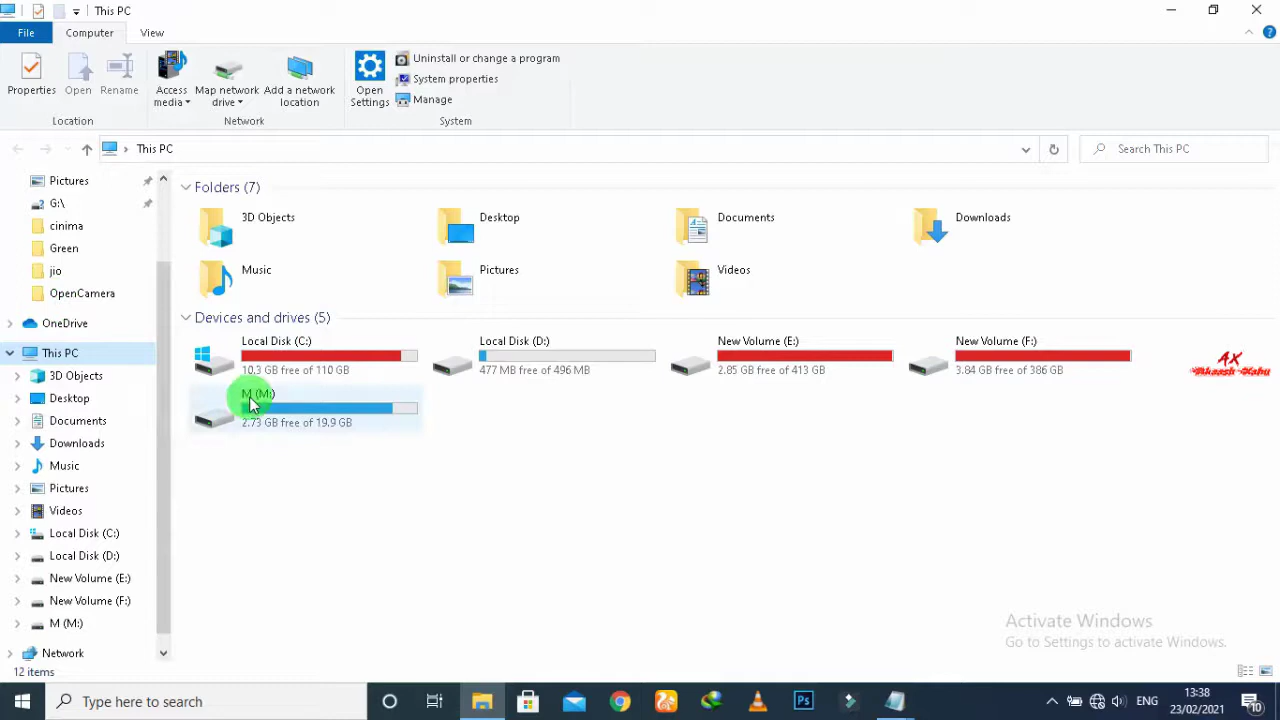 This PC
File
Computer
View
Properties
Open
Rename
Location
Access media
Map network drive
Add a network location
Network
Open Settings
Uninstall or change a program
System properties
Manage
System
This PC
Search This PC
Pictures
G:\
cinima
Green
jio
OpenCamera
OneDrive
This PC
3D Objects
Desktop
Documents
Downloads
Music
Pictures
Videos
Local Disk (C:)
Local Disk (D:)
New Volume (E:)
New Volume (F:)
M (M:)
Network
Folders (7)
3D Objects
Desktop
Documents
Downloads
Music
Pictures
Videos
Devices and drives (5)
Local Disk (C:)
10.3 GB free of 110 GB
Local Disk (D:)
477 MB free of 496 MB
New Volume (E:)
2.85 GB free of 413 GB
New Volume (F:)
3.84 GB free of 386 GB
M (M:)
2.73 GB free of 19.9 GB
AX
Activate Windows
Go to Settings to activate Windows.
12 items
Type here to search
Ps
ENG
13:38
23/02/2021
10